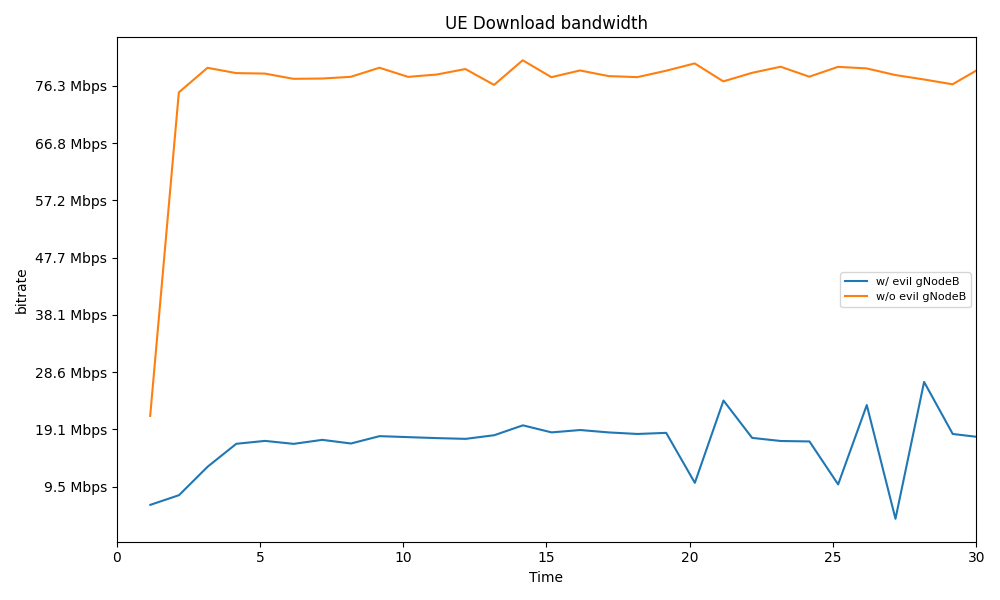 UE Download bandwidth
bitrate
76.3 Mbps
66.8 Mbps
57.2 Mbps
47.7 Mbps
38.1 Mbps
28.6 Mbps
19.1 Mbps
9.5 Mbps
w/ evil gNodeB
w/o evil gNodeB
0 5 10 15 20 25 30
Time